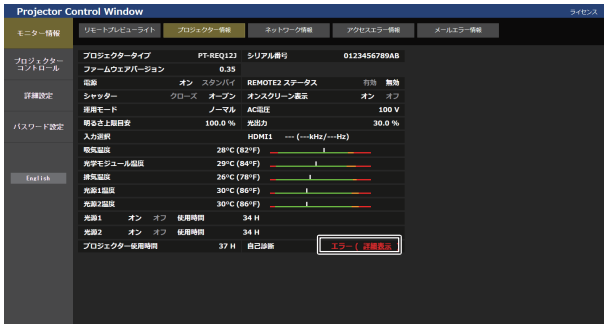 Projector Control Window
ライセンス
モニター情報
リモートプレビューライト
プロジェクター情報
ネットワーク情報
アクセスエラー情報
メールエラー情報
プロジェクター
コントロール
詳細設定
パスワード設定
English
プロジェクタータイプ PT-REQ12J シリアル番号 0123456789AB
ファームウェアバージョン 0.35
電源 オン スタンバイ REMOTE2 ステータス 有効 無効
シャッター クローズ オープン オンスクリーン表示 オン オフ
運用モード ノーマル AC電圧 100 V
明るさ上限目安 100.0 % 光出力 30.0 %
入力選択 HDMI1 --- (---kHz/---Hz)
吸気温度 28°C (82°F)
光学モジュール温度 29°C (84°F)
排気温度 26°C (78°F)
光源1温度 30°C (86°F)
光源2温度 30°C (86°F)
光源1 オン オフ 使用時間 34 H
光源2 オン オフ 使用時間 34 H
プロジェクター使用時間 37 H 自己診断 エラー ( 詳細表示